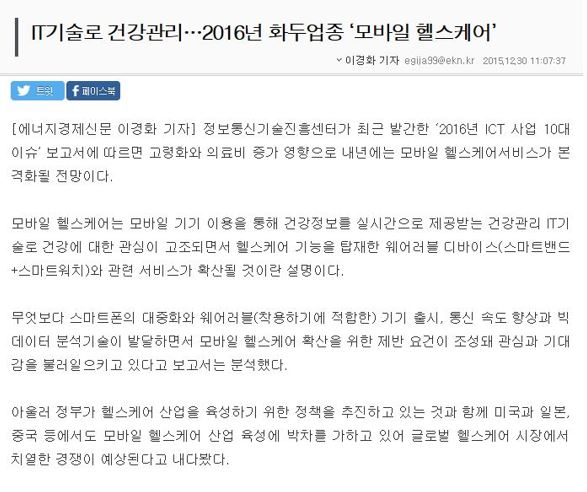 IT기술로 건강관리…2016년 화두업종 ‘모바일 헬스케어’
이경화 기자 egija99@ekn.kr 2015,12,30 11:07:37
트윗 페이스북
[에너지경제신문 이경화 기자] 정보통신기술진흥센터가 최근 발간한 ‘2016년 ICT 사업 10대
이슈’ 보고서에 따르면 고령화와 의료비 증가 영향으로 내년에는 모바일 헬스케어서비스가 본
격화될 전망이다.
모바일 헬스케어는 모바일 기기 이용을 통해 건강정보를 실시간으로 제공받는 건강관리 IT기
술로 건강에 대한 관심이 고조되면서 헬스케어 기능을 탑재한 웨어러블 디바이스(스마트밴드
+스마트워치)와 관련 서비스가 확산될 것이란 설명이다.
무엇보다 스마트폰의 대중화와 웨어러블(착용하기에 적합한) 기기 출시, 통신 속도 향상과 빅
데이터 분석기술이 발달하면서 모바일 헬스케어 확산을 위한 제반 요건이 조성돼 관심과 기대
감을 불러일으키고 있다고 보고서는 분석했다.
아울러 정부가 헬스케어 산업을 육성하기 위한 정책을 추진하고 있는 것과 함께 미국과 일본,
중국 등에서도 모바일 헬스케어 산업 육성에 박차를 가하고 있어 글로벌 헬스케어 시장에서
치열한 경쟁이 예상된다고 내다봤다.